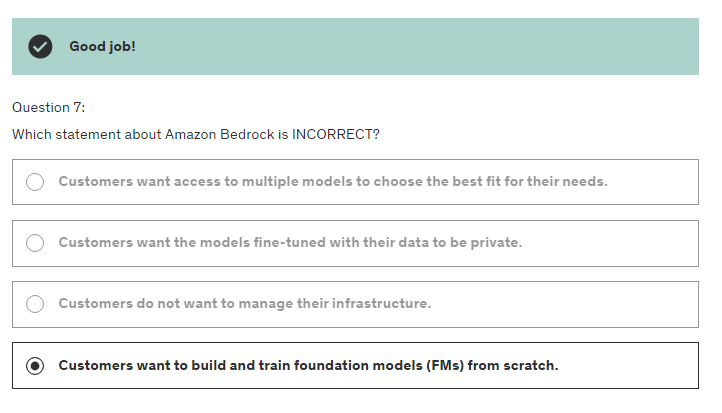 Good job!
Question 7:
Which statement about Amazon Bedrock is INCORRECT?
Customers want access to multiple models to choose the best fit for their needs.
Customers want the models fine-tuned with their data to be private.
Customers do not want to manage their infrastructure.
Customers want to build and train foundation models (FMs) from scratch.